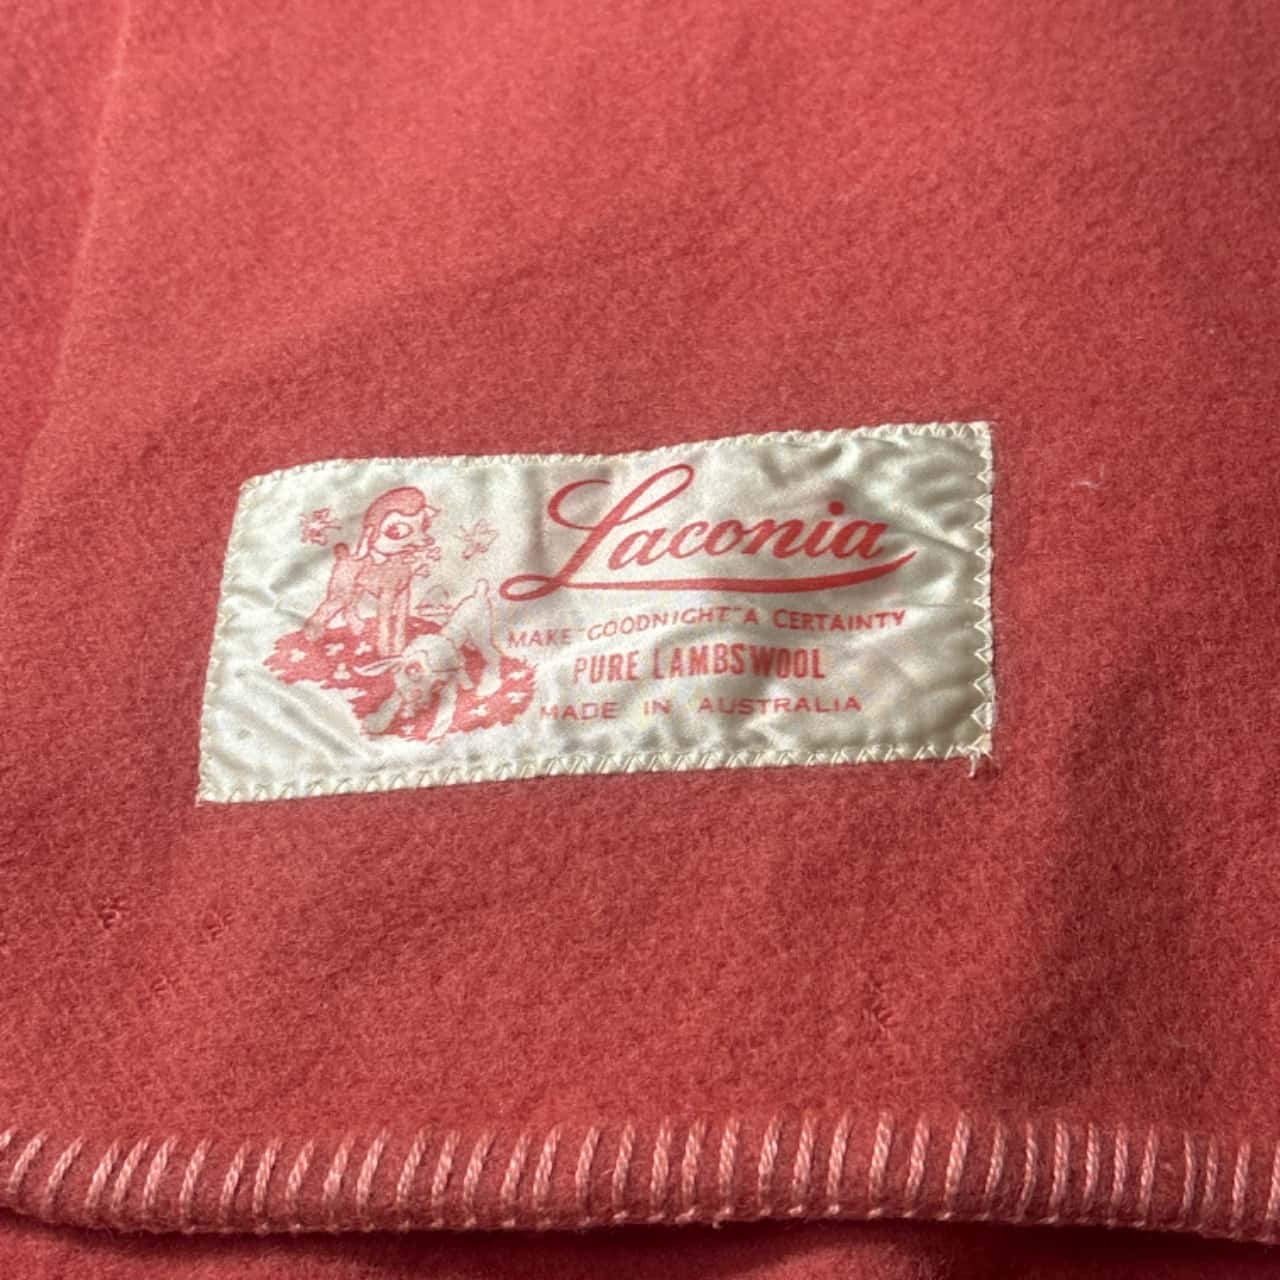 Laconia
MAKE "GOODNIGHT" A CERTAINTY
PURE LAMBSWOOL
MADE IN AUSTRALIA